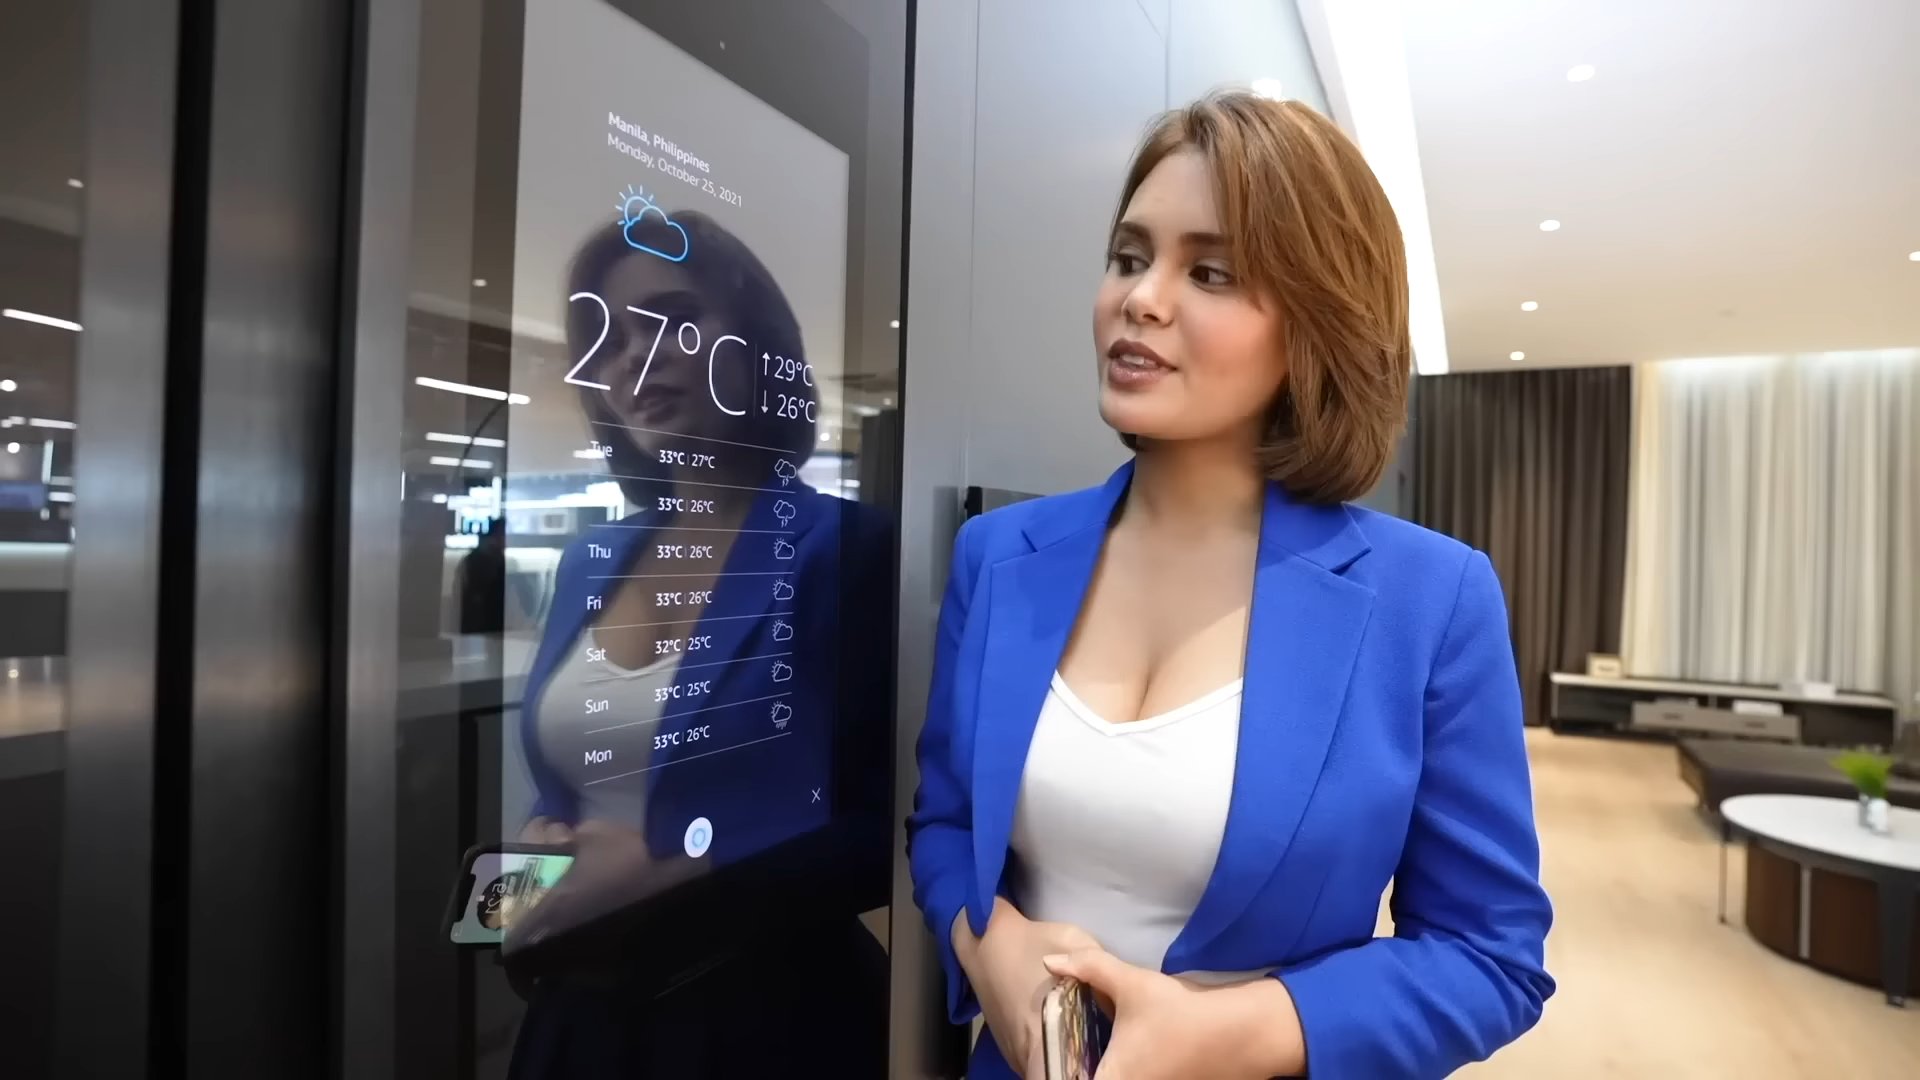 Manila, Philippines
Monday, October 25, 2021
27°C
↑29°C
↓26°C
Tue 33°C | 27°C
33°C | 26°C
Thu 33°C | 26°C
Fri 33°C | 26°C
Sat 32°C | 25°C
Sun 33°C | 25°C
Mon 33°C | 26°C
X